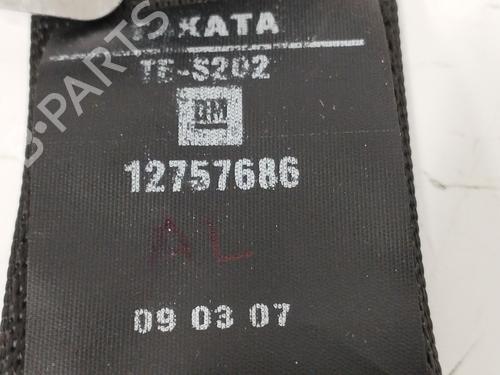 TAKATA
TE-S202
GM
12757686
AL
09 03 07
B-PARTS